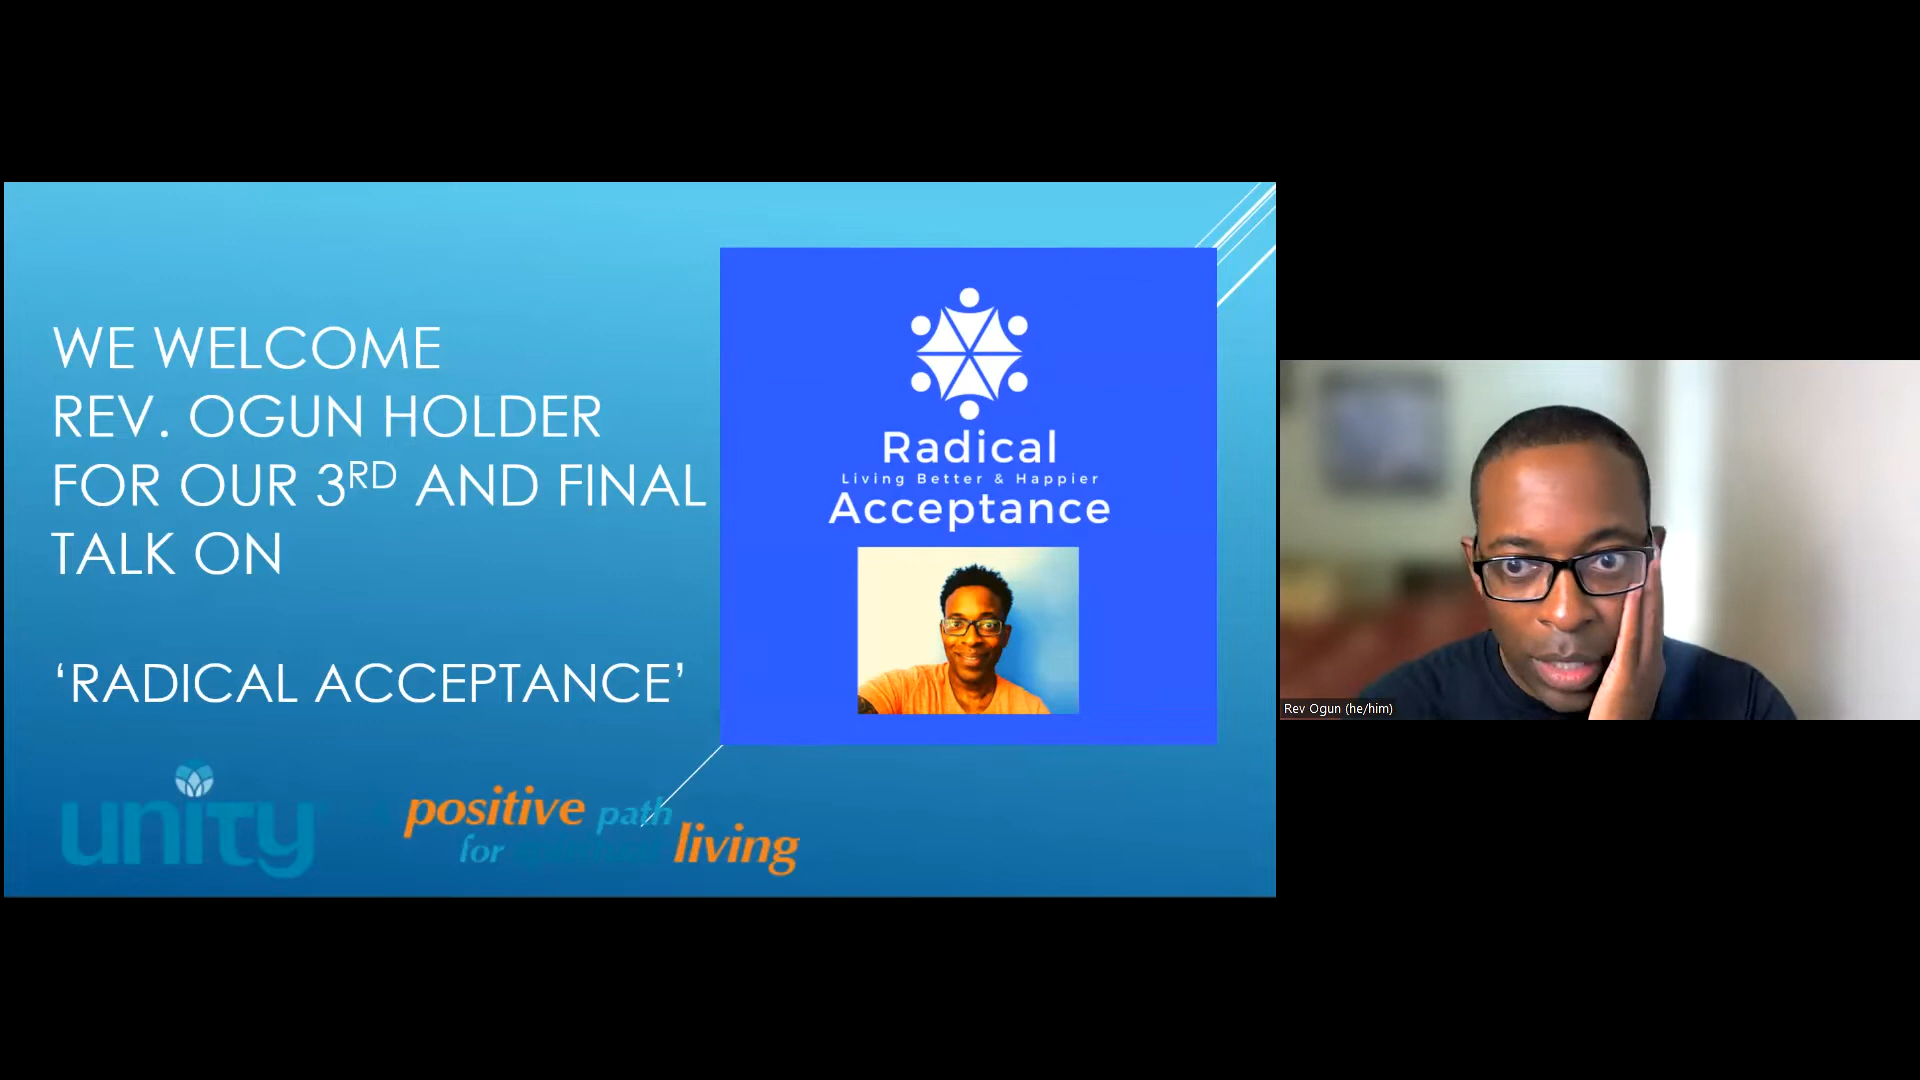 WE WELCOME
REV. OGUN HOLDER
FOR OUR 3RD AND FINAL
TALK ON
‘RADICAL ACCEPTANCE’
Radical
Living Better & Happier
Acceptance
unity
positive path
for living
Rev Ogun (he/him)